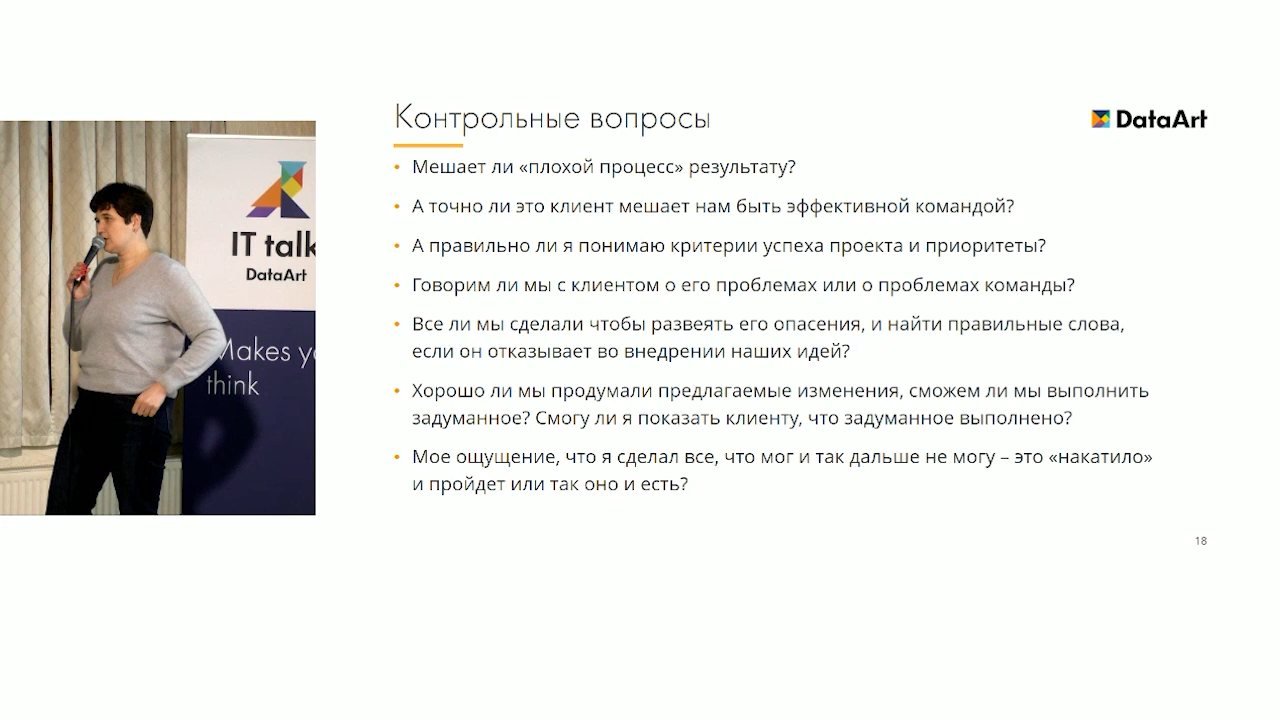 IT talk
DataArt
Makes yo
think
Контрольные вопросы
DataArt
• Мешает ли «плохой процесс» результату?
• А точно ли это клиент мешает нам быть эффективной командой?
• А правильно ли я понимаю критерии успеха проекта и приоритеты?
• Говорим ли мы с клиентом о его проблемах или о проблемах команды?
• Все ли мы сделали чтобы развеять его опасения, и найти правильные слова,
если он отказывает во внедрении наших идей?
• Хорошо ли мы продумали предлагаемые изменения, сможем ли мы выполнить
задуманное? Смогу ли я показать клиенту, что задуманное выполнено?
• Мое ощущение, что я сделал все, что мог и так дальше не могу – это «накатило»
и пройдет или так оно и есть?
18